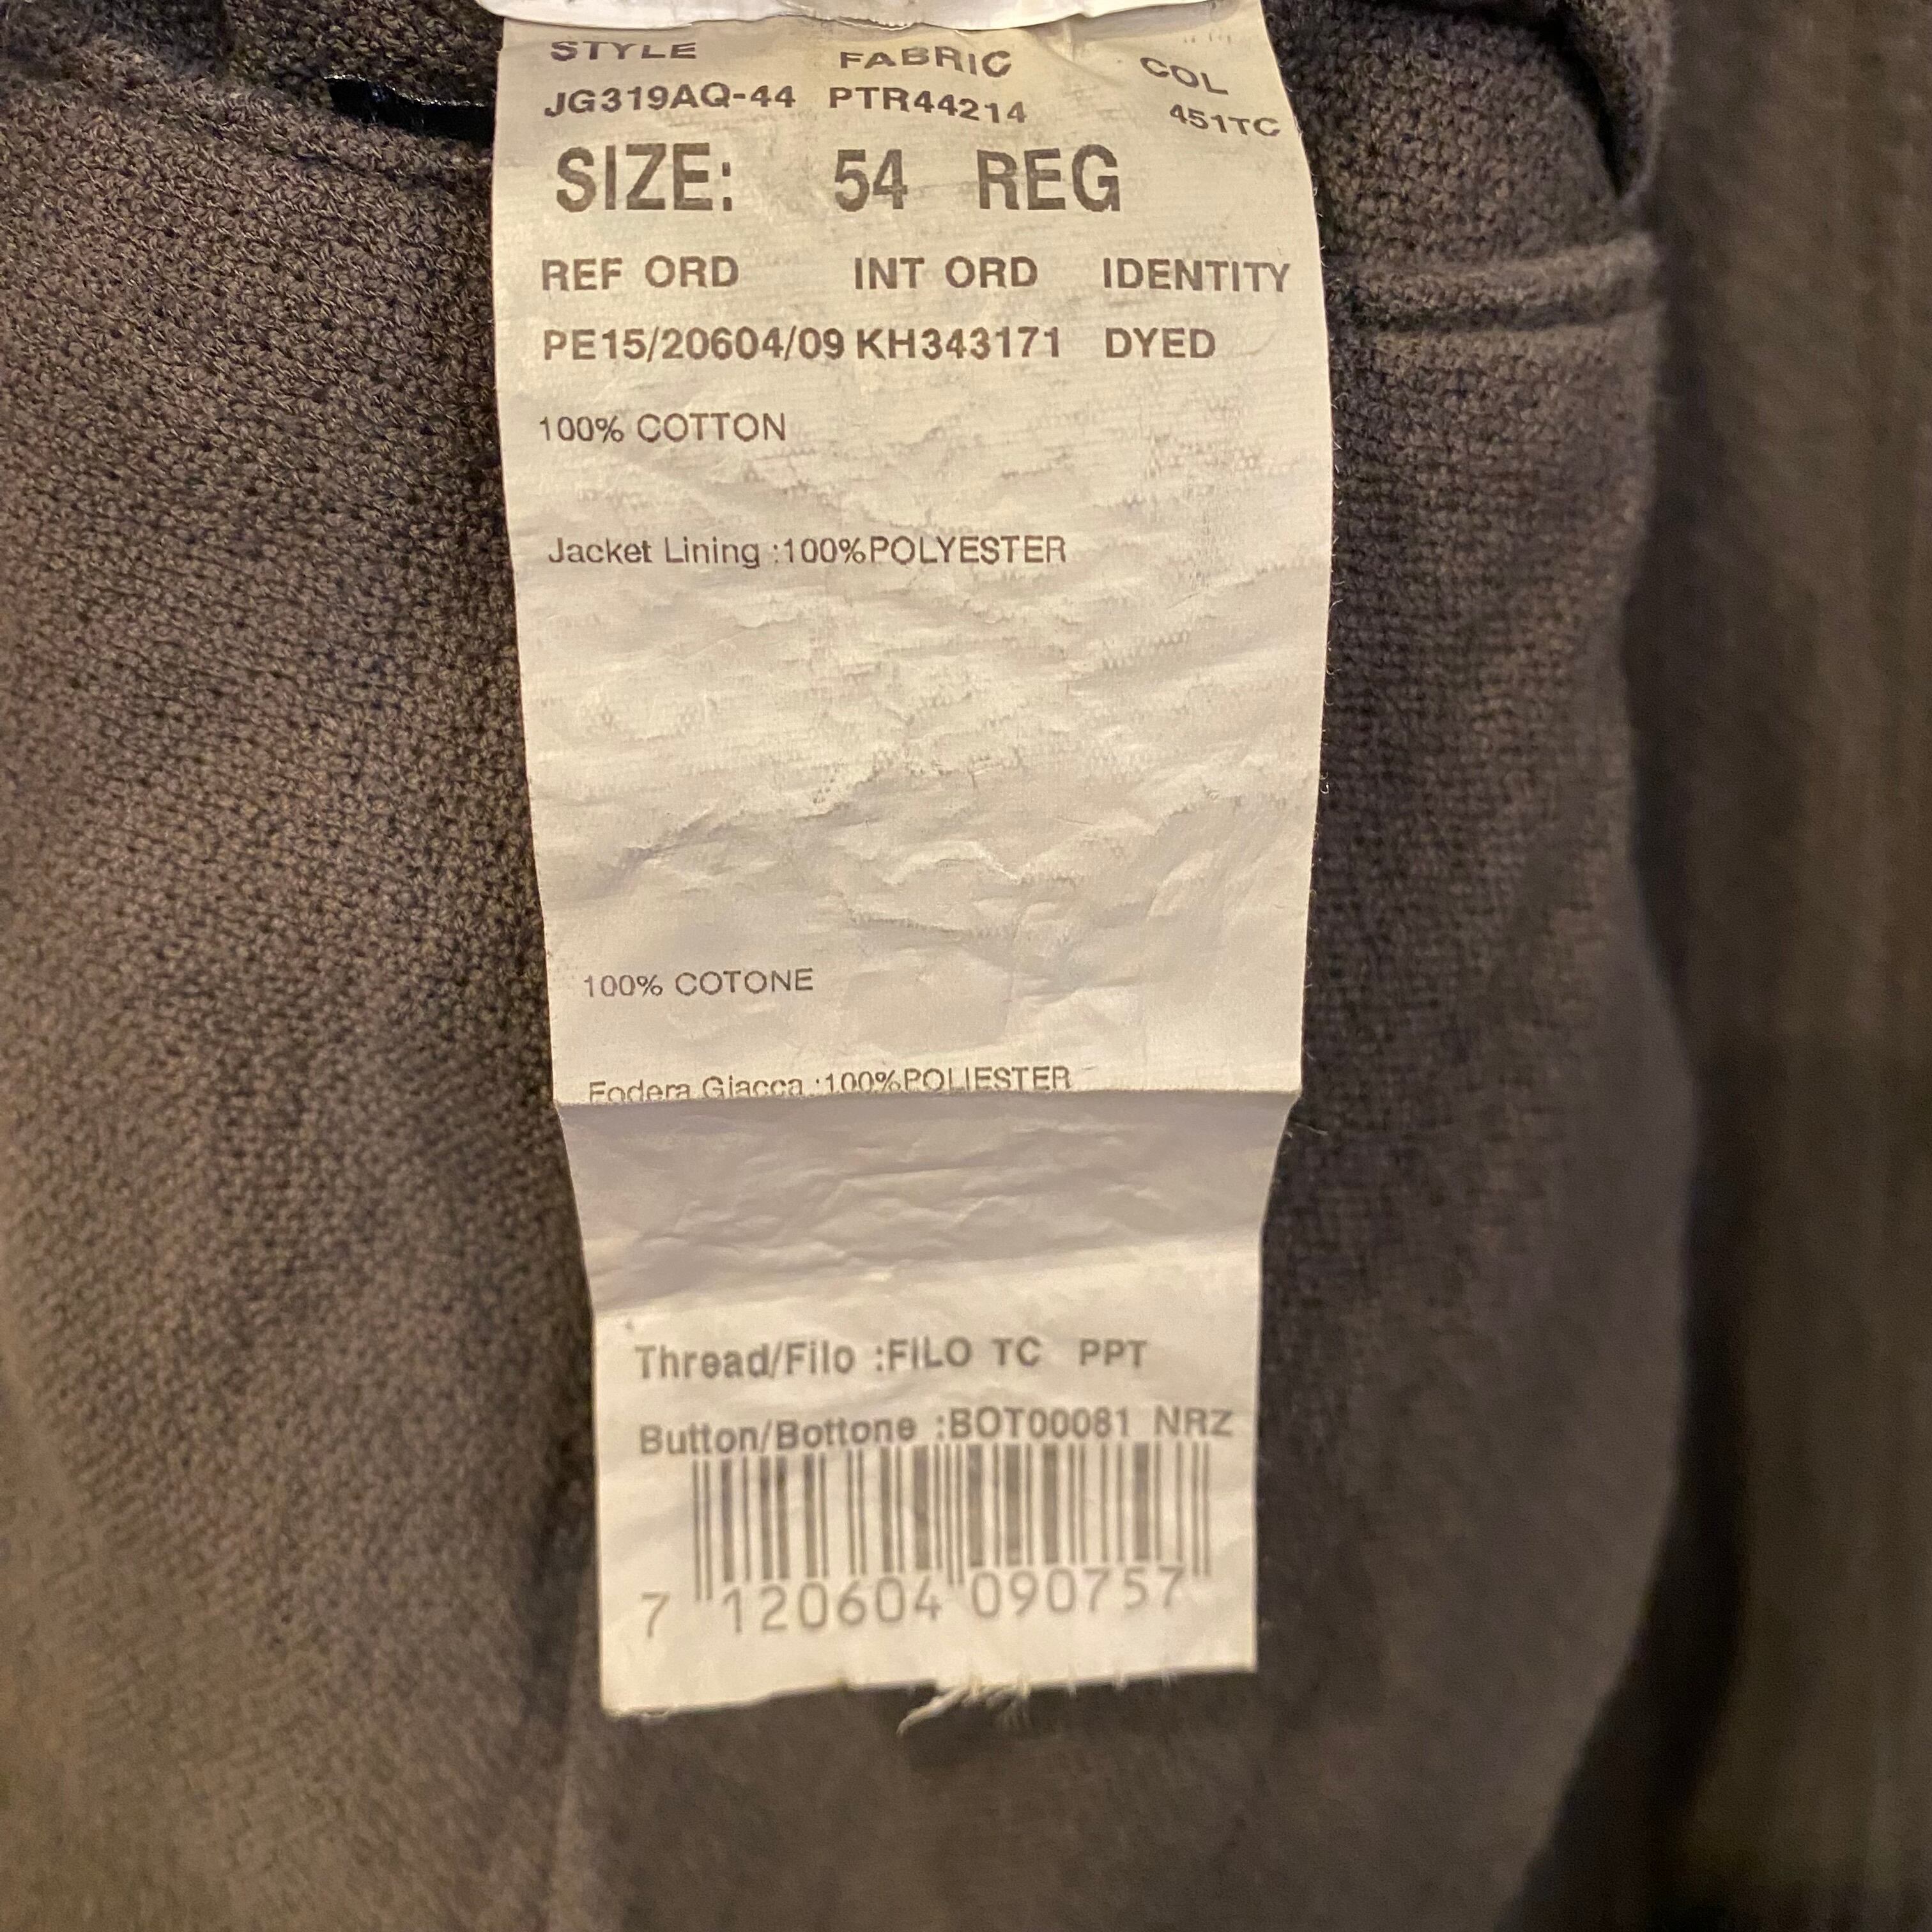 STYLE FABRIC COL
JG319AQ-44 PTR44214 451TC
SIZE: 54 REG
REF ORD INT ORD IDENTITY
PE15/20604/09 KH343171 DYED
100% COTTON
Jacket Lining :100%POLYESTER
100% COTONE
Fodera Giacca :100%POLIESTER
Thread/Filo :FILO TC PPT
Button/Bottone :BOT00081 NRZ
7 120604 090757